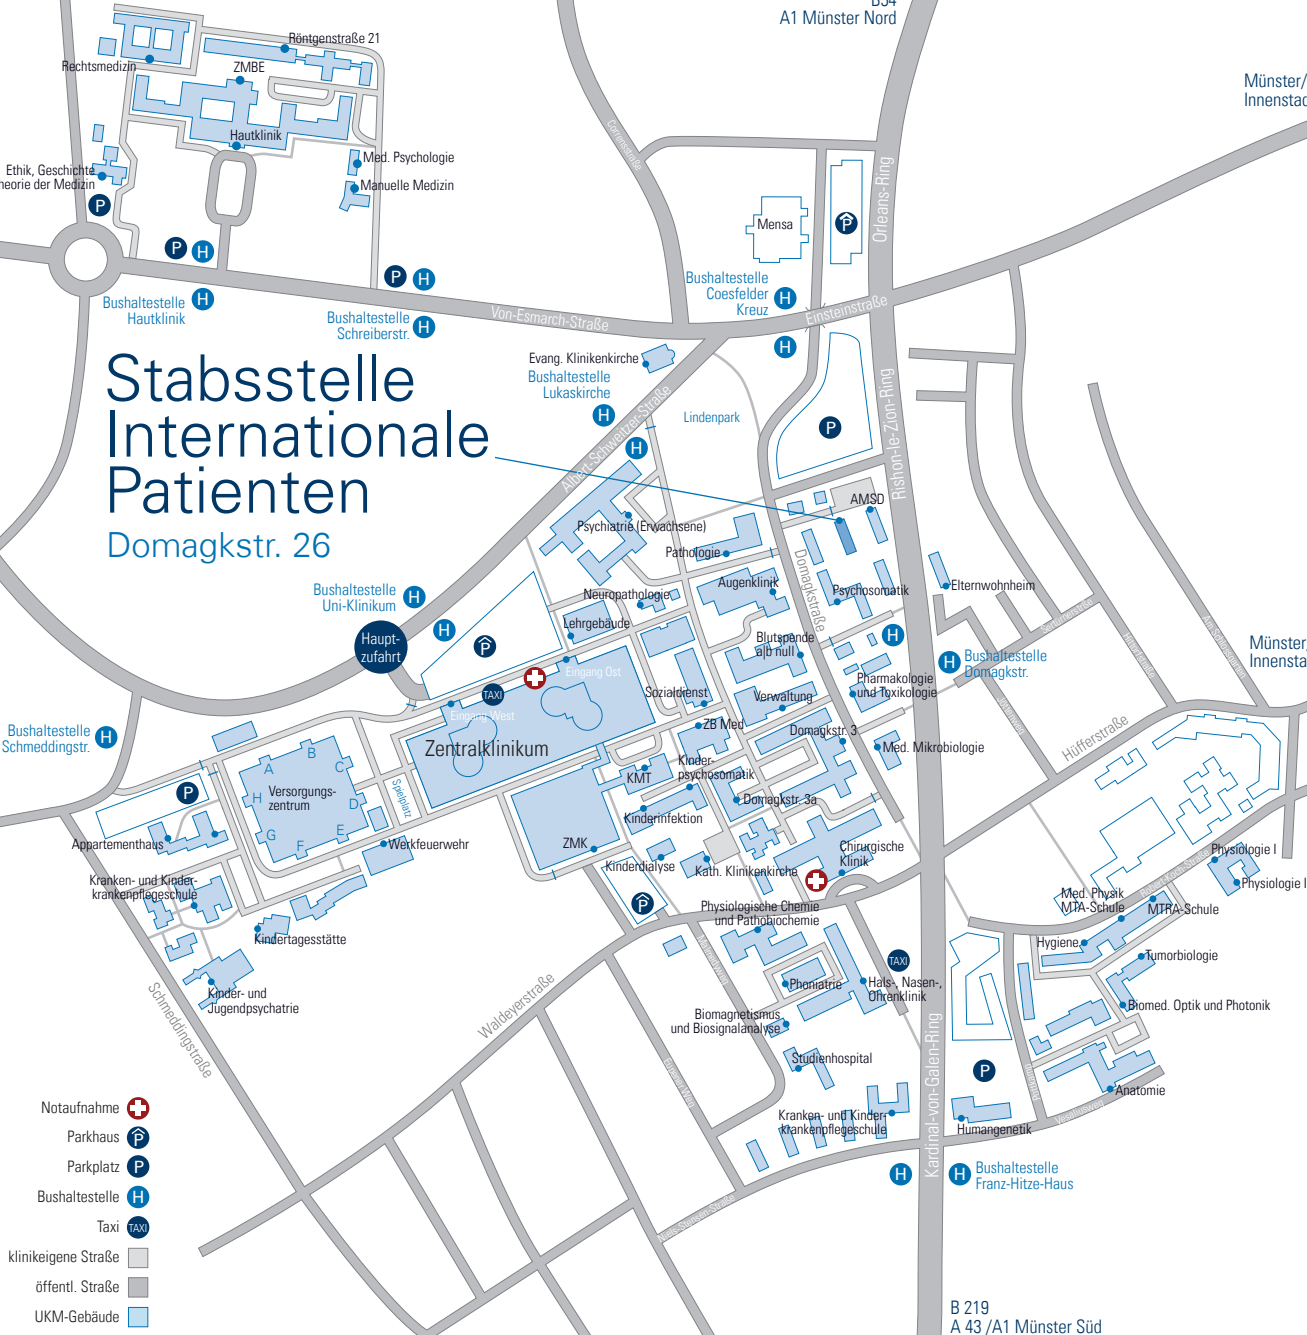 B54
A1 Münster Nord
Münster/
Innenstad
Röntgenstraße 21
Rechtsmedizin
ZMBE
Hautklinik
Med. Psychologie
Manuelle Medizin
Ethik, Geschichte
heorie der Medizin
P
P
H
P
H
Bushaltestelle
Hautklinik
H
Bushaltestelle
Schreiberstr.
H
Von-Esmarch-Straße
Corrensstraße
Mensa
P
Orleans-Ring
Bushaltestelle
Coesfelder
Kreuz
H
H
Einsteinstraße
Stabsstelle
Internationale
Patienten
Domagkstr. 26
Evang. Klinikenkirche
Bushaltestelle
Lukaskirche
H
H
Albert-Schweitzer-Straße
Lindenpark
P
Rishon-le-Zion-Ring
AMSD
Psychiatrie (Erwachsene)
Pathologie
Domagkstraße
Augenklinik
Psychosomatik
Elternwohnheim
Neuropathologie
Lehrgebäude
Bushaltestelle
Uni-Klinikum
H
H
P
Haupt-
zufahrt
Blutspende
a|b null
H
H
Bushaltestelle
Domagkstr.
Münster,
Innensta
Eingang Ost
TAXI
Eingang West
Sozialdienst
Verwaltung
Pharmakologie
und Toxikologie
Zentralklinikum
ZB Med
Domagkstr. 3
Med. Mikrobiologie
Hüfferstraße
Bushaltestelle
Schmeddingstr.
H
P
A
B
C
D
E
F
G
H
Versorgungs-
zentrum
Spielplatz
KMT
Kinder-
psychosomatik
Domagkstr. 3a
Kinderinfektion
Appartementhaus
Werkfeuerwehr
ZMK
Kinderdialyse
Kath. Klinikenkirche
Chirurgische
Klinik
Physiologie I
Physiologie I
Robert-Koch-Straße
Kranken- und Kinder-
krankenpflegeschule
P
Physiologische Chemie
und Pathobiochemie
Med. Physik
MTA-Schule
MTRA-Schule
Kindertagesstätte
Hygiene
Tumorbiologie
TAXI
Kinder- und
Jugendpsychatrie
Phoniatrie
Hals-, Nasen-,
Ohrenklinik
Biomed. Optik und Photonik
Schmeddingstraße
Waldeyerstraße
Biomagnetismus
und Biosignalanalyse
Studienhospital
P
Anatomie
Vesaliusweg
Kranken- und Kinder-
krankenpflegeschule
Humangenetik
Kardinal-von-Galen-Ring
H
H
Bushaltestelle
Franz-Hitze-Haus
Niels-Stensen-Straße
Notaufnahme
Parkhaus P
Parkplatz P
Bushaltestelle H
Taxi TAXI
klinikeigene Straße
öffentl. Straße
UKM-Gebäude
B 219
A 43 /A1 Münster Süd